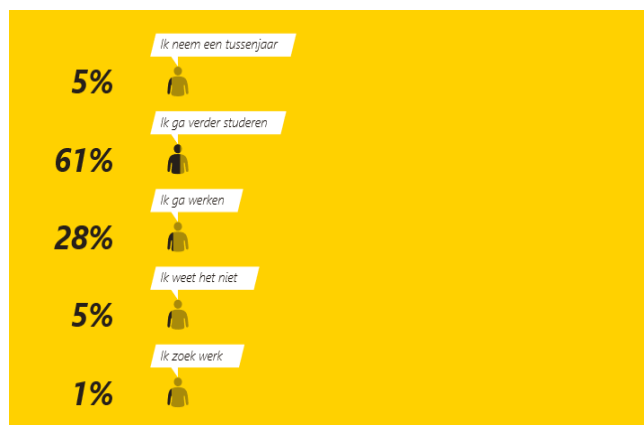 Ik neem een tussenjaar
5%
Ik ga verder studeren
61%
Ik ga werken
28%
Ik weet het niet
5%
Ik zoek werk
1%